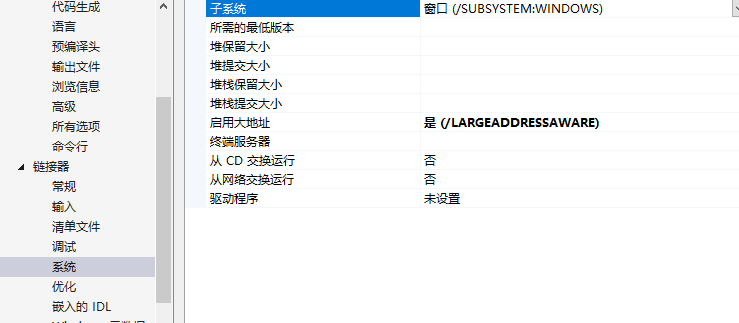 代码生成
语言
预编译头
输出文件
浏览信息
高级
所有选项
命令行
链接器
常规
输入
清单文件
调试
系统
优化
嵌入的 IDL
子系统 窗口 (/SUBSYSTEM:WINDOWS)
所需的最低版本
堆保留大小
堆提交大小
堆栈保留大小
堆栈提交大小
启用大地址 是 (/LARGEADDRESSAWARE)
终端服务器
从 CD 交换运行 否
从网络交换运行 否
驱动程序 未设置